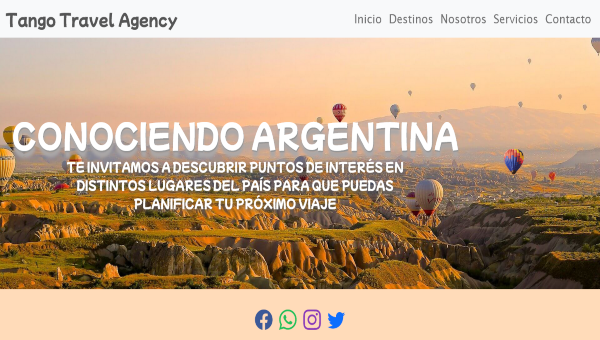 Tango Travel Agency
Inicio Destinos Nosotros Servicios Contacto
CONOCIENDO ARGENTINA
TE INVITAMOS A DESCUBRIR PUNTOS DE INTERÉS EN
DISTINTOS LUGARES DEL PAÍS PARA QUE PUEDAS
PLANIFICAR TU PRÓXIMO VIAJE